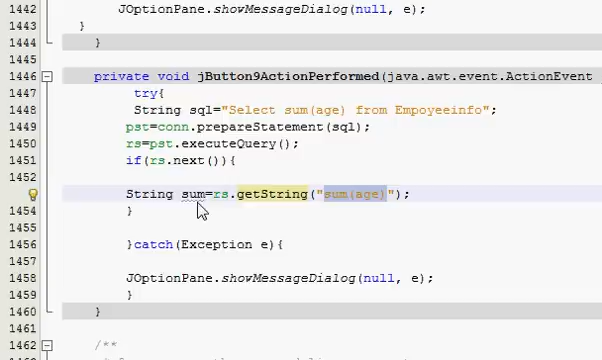 1442 JOptionPane.showMessageDialog(null, e);
1443 }
1444 }
1445
1446 private void jButton9ActionPerformed(java.awt.event.ActionEvent
1447 try{
1448 String sql="Select sum(age) from Empoyeeinfo";
1449 pst=conn.prepareStatement(sql);
1450 rs=pst.executeQuery();
1451 if(rs.next()){
1452
String sum=rs.getString("sum(age)");
1454 }
1455
1456 }catch(Exception e){
1457
1458 JOptionPane.showMessageDialog(null, e);
1459 }
1460 }
1461
1462 /**